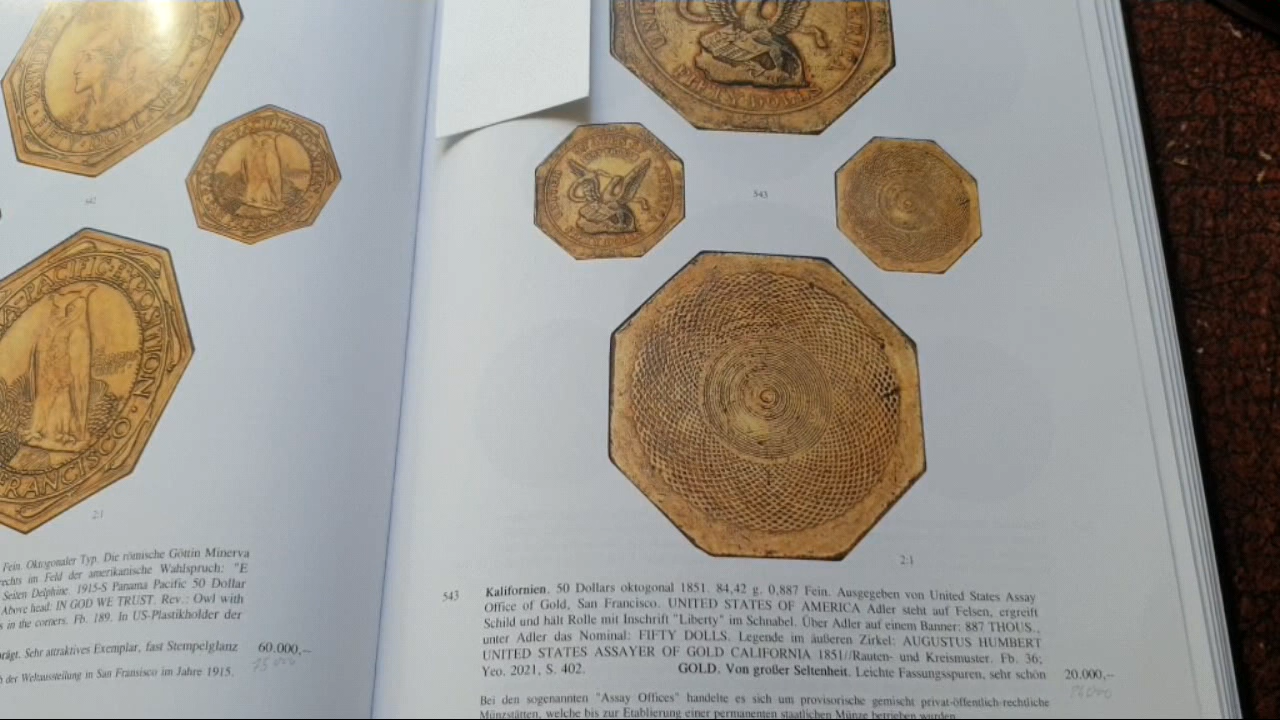 FRANCISCO
2:1
Fein. Oktogonaler Typ. Die römische Göttin Minerva
rechts im Feld der amerikanische Wahlspruch: "E
Seiten Delphine. 1915-S Panama Pacific 50 Dollar
Above head: IN GOD WE TRUST. Rev.: Owl with
in the corners. Fb. 189. In US-Plastikholder der
prägt. Sehr attraktives Exemplar, fast Stempelglanz 60.000,–
der Weltausstellung in San Fransisco im Jahre 1915.
FIFTY DOLLS
543
2:1
543 Kalifornien. 50 Dollars oktogonal 1851. 84,42 g. 0,887 Fein. Ausgegeben von United States Assay
Office of Gold, San Francisco. UNITED STATES OF AMERICA Adler steht auf Felsen, ergreift
Schild und hält Rolle mit Inschrift "Liberty" im Schnabel. Über Adler auf einem Banner: 887 THOUS.,
unter Adler das Nominal: FIFTY DOLLS. Legende im äußeren Zirkel: AUGUSTUS HUMBERT
UNITED STATES ASSAYER OF GOLD CALIFORNIA 1851//Rauten- und Kreismuster. Fb. 36;
Yeo. 2021, S. 402. GOLD. Von großer Seltenheit. Leichte Fassungsspuren, sehr schön 20.000,–
Bei den sogenannten "Assay Offices" handelte es sich um provisorische gemischt privat-öffentlich-rechtliche
Münzstätten, welche bis zur Etablierung einer permanenten staatlichen Münze betrieben wurden.